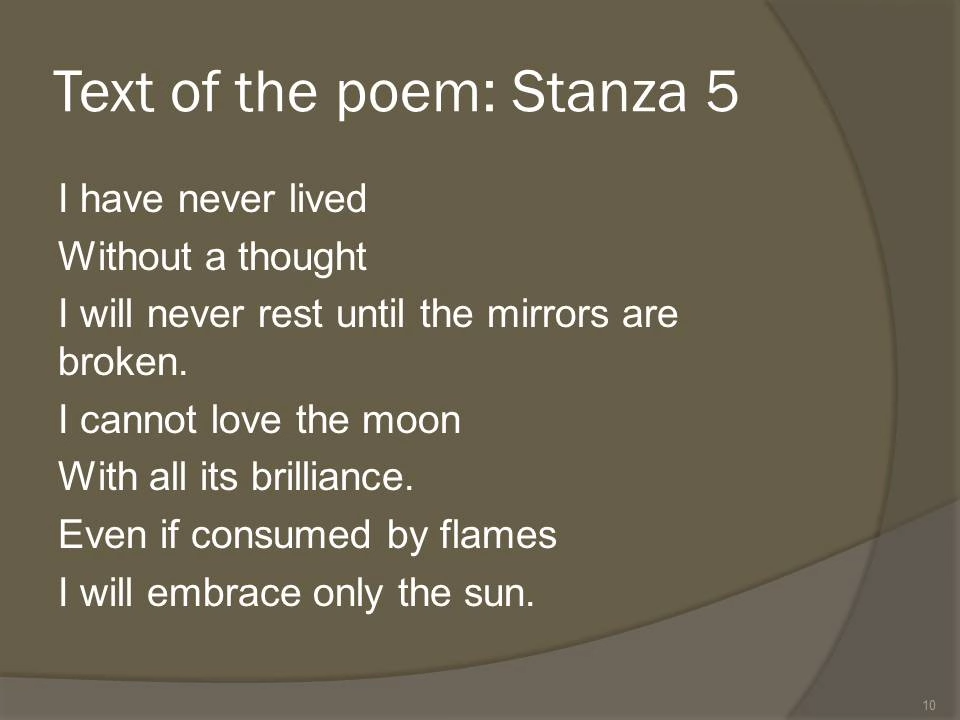 Text of the poem: Stanza 5
I have never lived
Without a thought
I will never rest until the mirrors are
broken.
I cannot love the moon
With all its brilliance.
Even if consumed by flames
I will embrace only the sun.
10